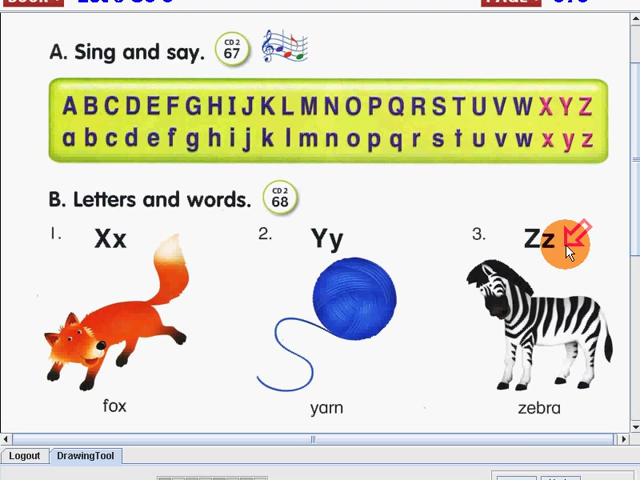 A. Sing and say. CD 2 67
A B C D E F G H I J K L M N O P Q R S T U V W X Y Z
a b c d e f g h i j k l m n o p q r s t u v w x y z
B. Letters and words. CD 2 68
1. Xx 2. Yy 3. Zz
fox yarn zebra
Logout DrawingTool